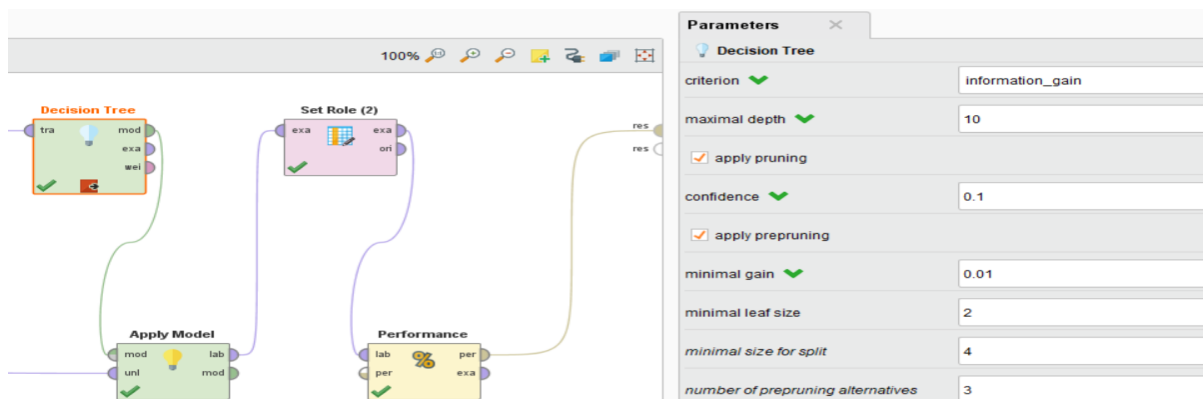 100%
Decision Tree
tra
mod
exa
wei
Set Role (2)
exa
exa
ori
res
res
Apply Model
mod
lab
unl
mod
Performance
lab
per
%
per
exa
Parameters
Decision Tree
criterion
information_gain
maximal depth
10
apply pruning
confidence
0.1
apply prepruning
minimal gain
0.01
minimal leaf size
2
minimal size for split
4
number of prepruning alternatives
3